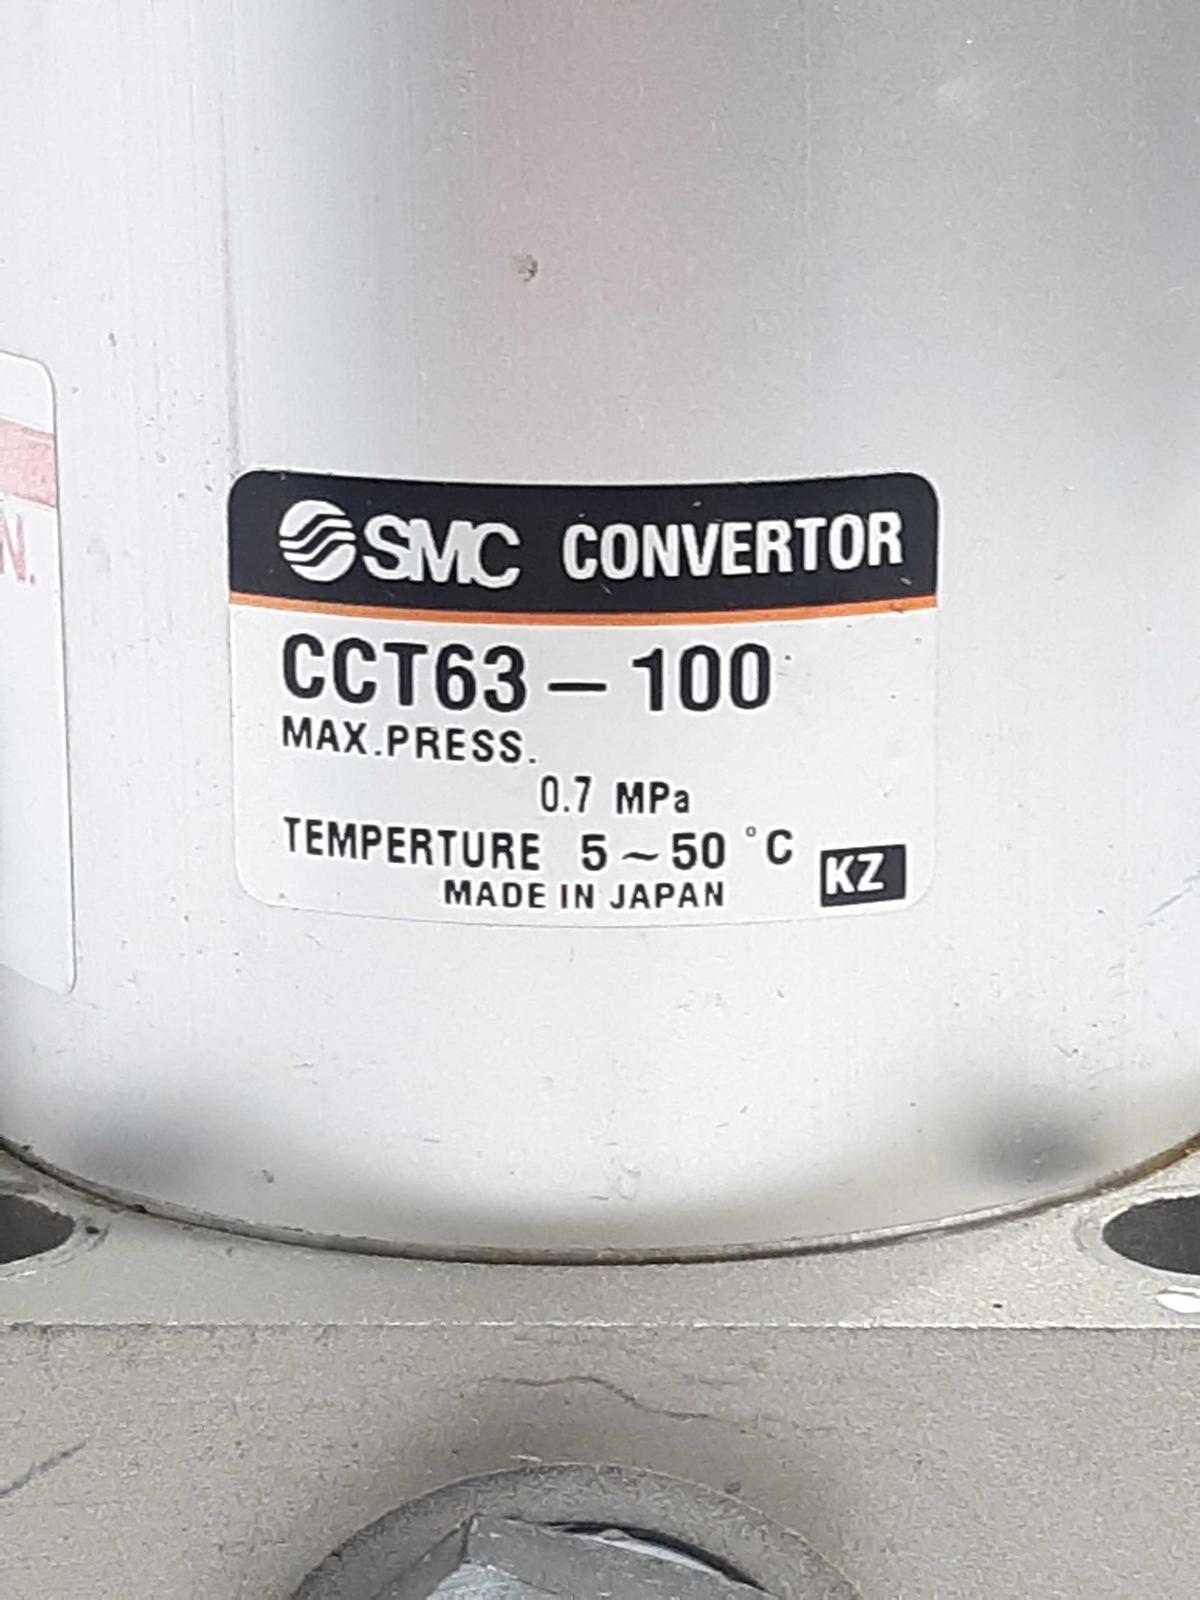 SMC CONVERTOR
CCT63-100
MAX.PRESS.
0.7 MPa
TEMPERTURE 5~50 °C
KZ
MADE IN JAPAN
N.